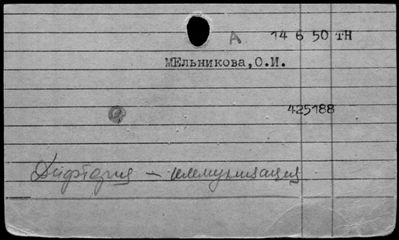 А 14 6 50 тН
МЕльникова,О.И.
425188
Дифтерия - иммунизация